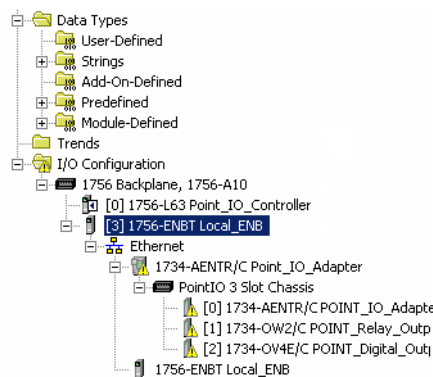 Data Types
User-Defined
Strings
Add-On-Defined
Predefined
Module-Defined
Trends
I/O Configuration
1756 Backplane, 1756-A10
[0] 1756-L63 Point_IO_Controller
[3] 1756-ENBT Local_ENB
Ethernet
1734-AENTR/C Point_IO_Adapter
PointIO 3 Slot Chassis
[0] 1734-AENTR/C POINT_IO_Adapte
[1] 1734-OW2/C POINT_Relay_Outp
[2] 1734-OV4E/C POINT_Digital_Outp
1756-ENBT Local_ENB